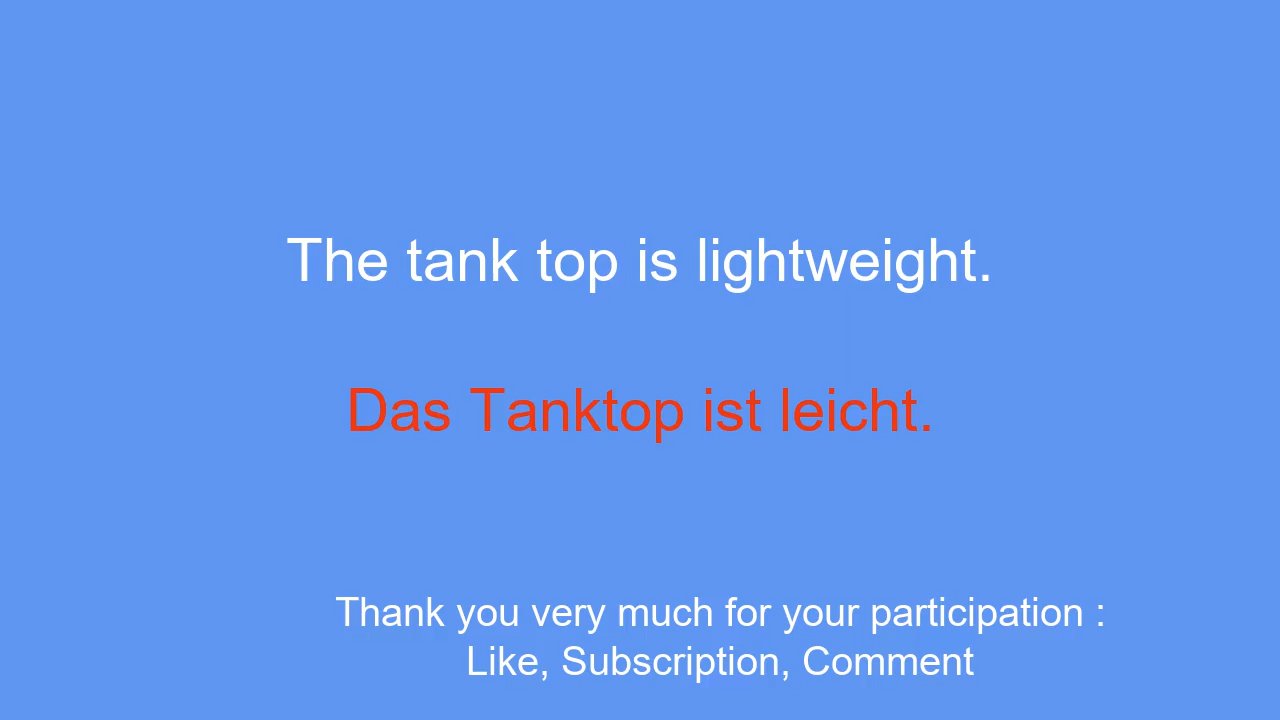 The tank top is lightweight.
Das Tanktop ist leicht.
Thank you very much for your participation :
Like, Subscription, Comment